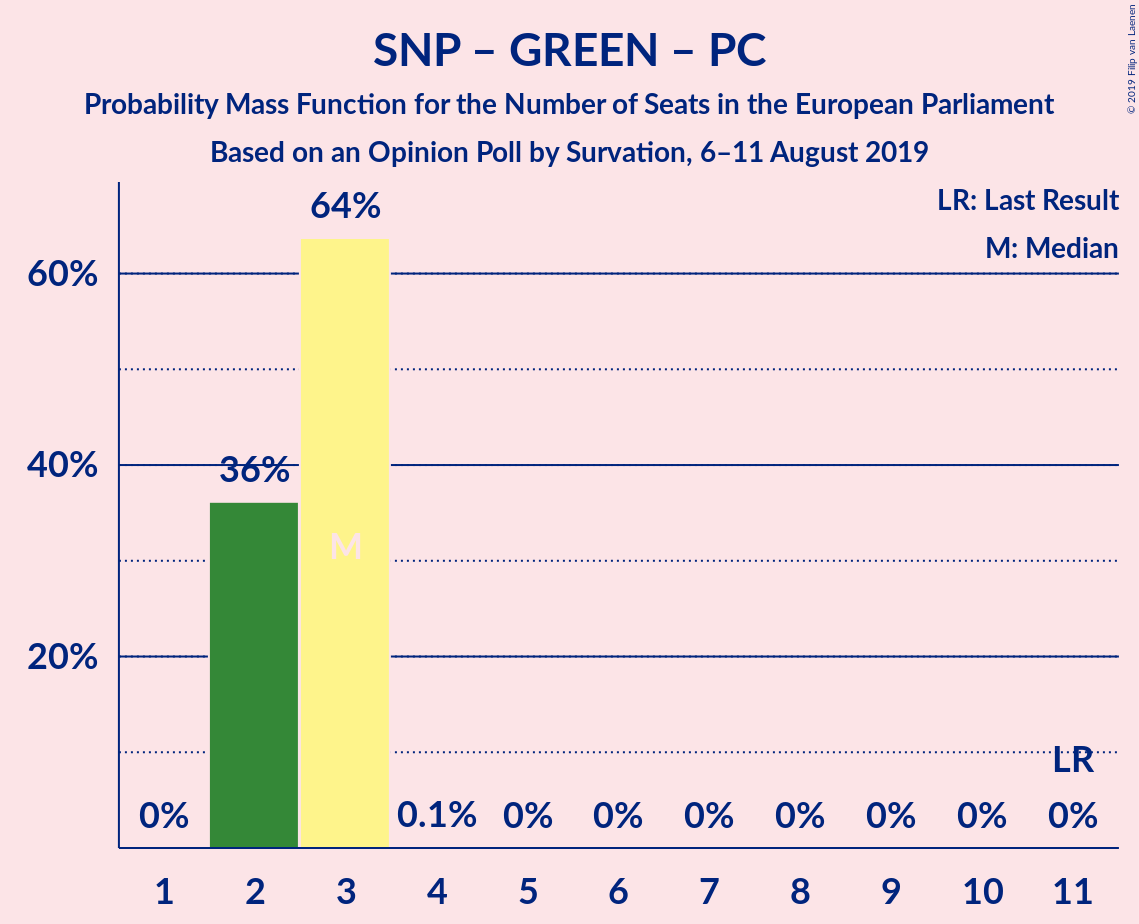 SNP – GREEN – PC
Probability Mass Function for the Number of Seats in the European Parliament
Based on an Opinion Poll by Survation, 6–11 August 2019
© 2019 Filip van Laenen
LR: Last Result
M: Median
64%
60%
40%
36%
M
20%
LR
0% 0.1% 0% 0% 0% 0% 0% 0% 0%
1 2 3 4 5 6 7 8 9 10 11